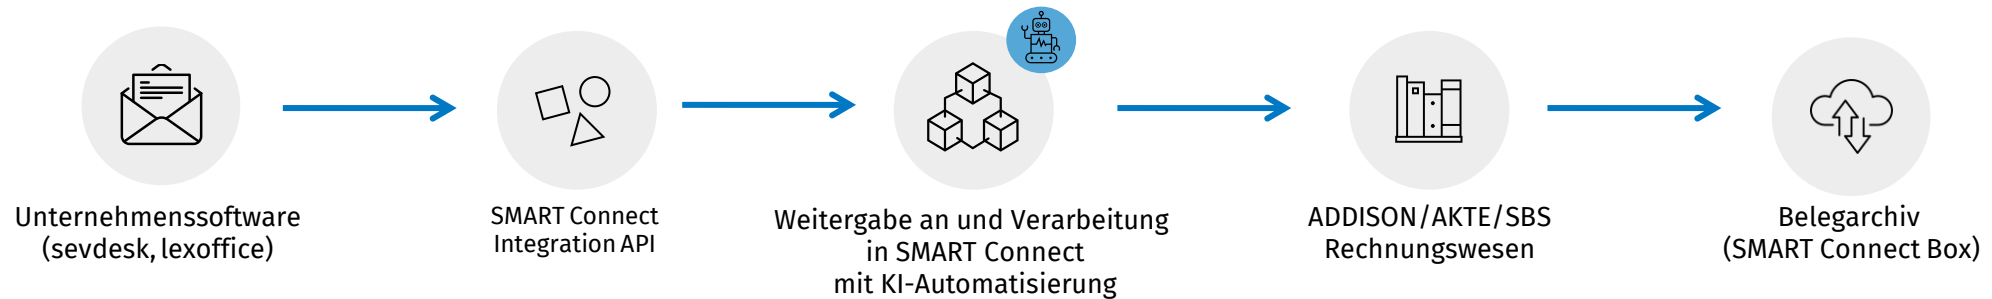 Unternehmenssoftware
(sevdesk, lexoffice)
SMART Connect
Integration API
Weitergabe an und Verarbeitung
in SMART Connect
mit KI-Automatisierung
ADDISON/AKTE/SBS
Rechnungswesen
Belegarchiv
(SMART Connect Box)